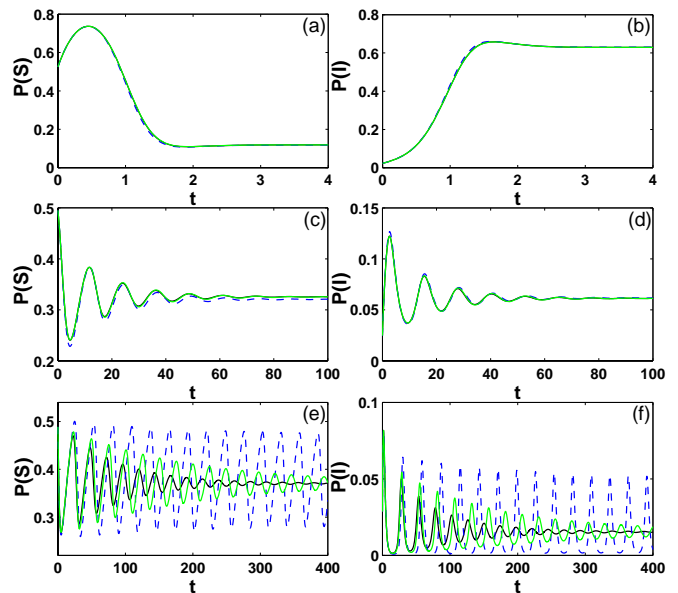 (a) (b)
P(S) P(I)
0.8 0.6 0.4 0.2 0
0.8 0.6 0.4 0.2 0
0 1 2 3 4
0 1 2 3 4
t t
(c) (d)
P(S) P(I)
0.5 0.4 0.3 0.2
0.15 0.1 0.05 0
0 20 40 60 80 100
0 20 40 60 80 100
t t
(e) (f)
P(S) P(I)
0.5 0.4 0.3
0.1 0.05 0
0 100 200 300 400
0 100 200 300 400
t t